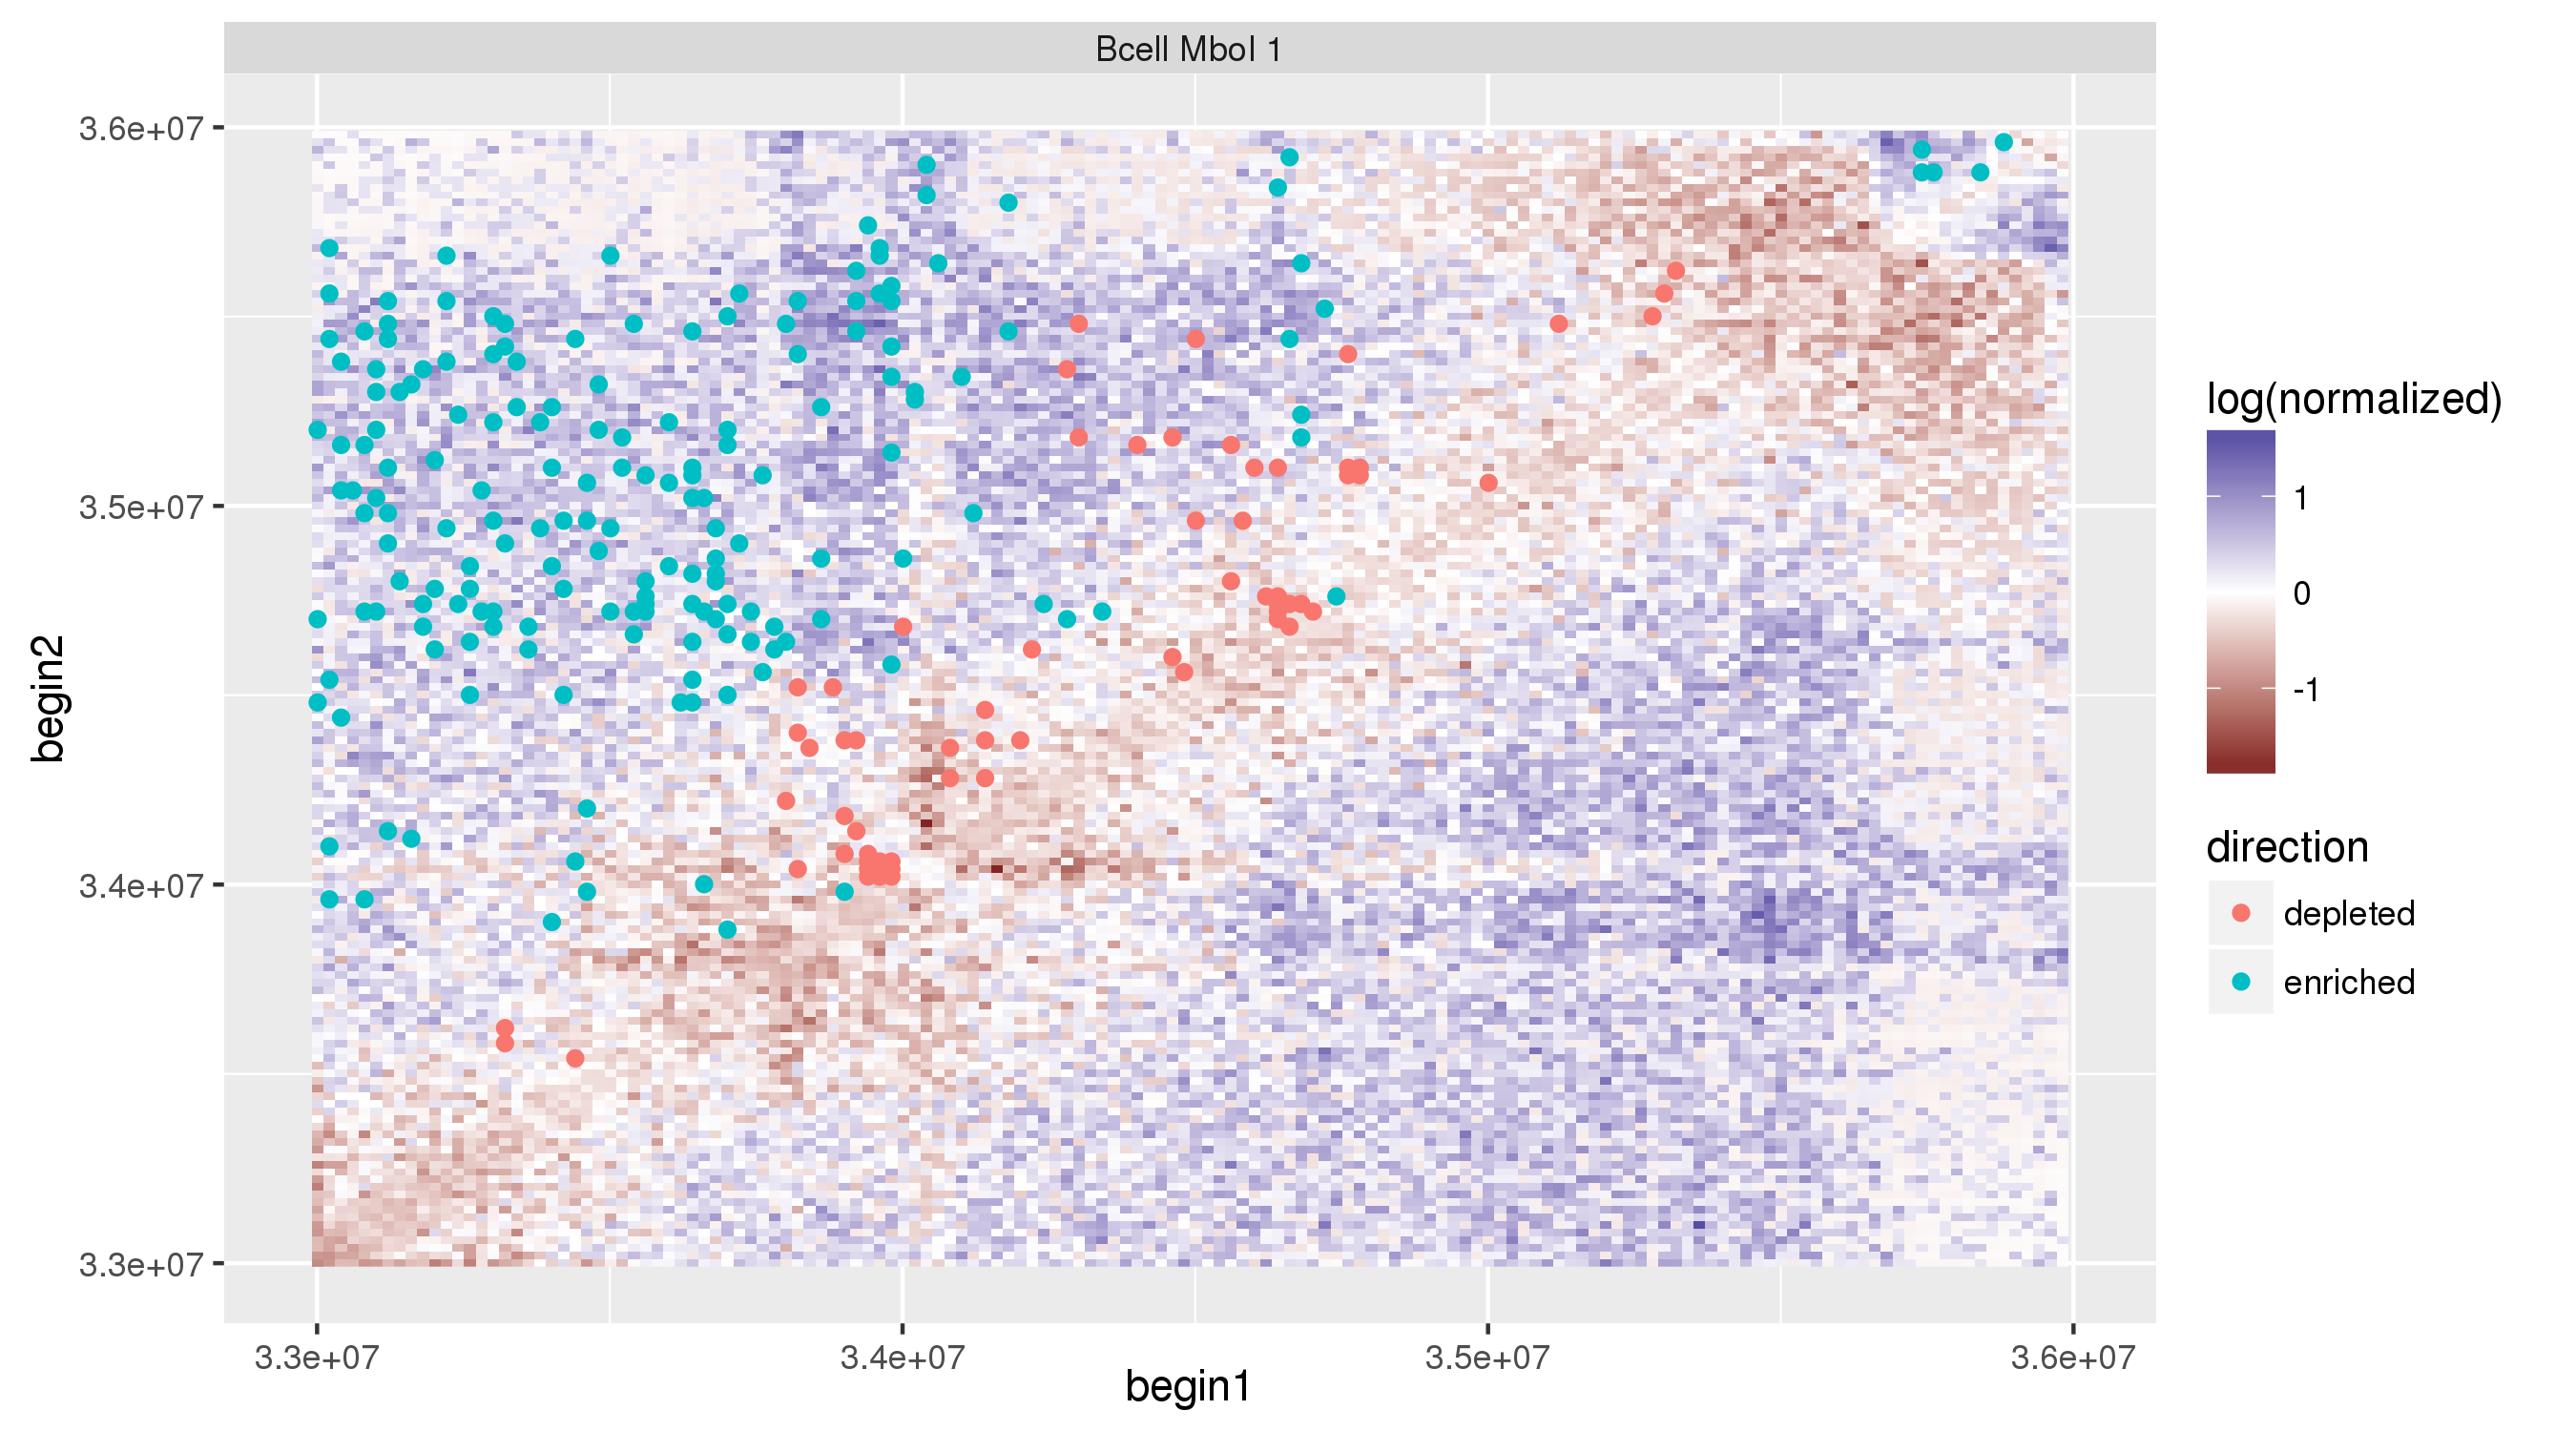 Bcell MboI 1
3.6e+07
3.5e+07
3.4e+07
3.3e+07
begin2
3.3e+07
3.4e+07
3.5e+07
3.6e+07
begin1
log(normalized)
1
0
-1
direction
depleted
enriched